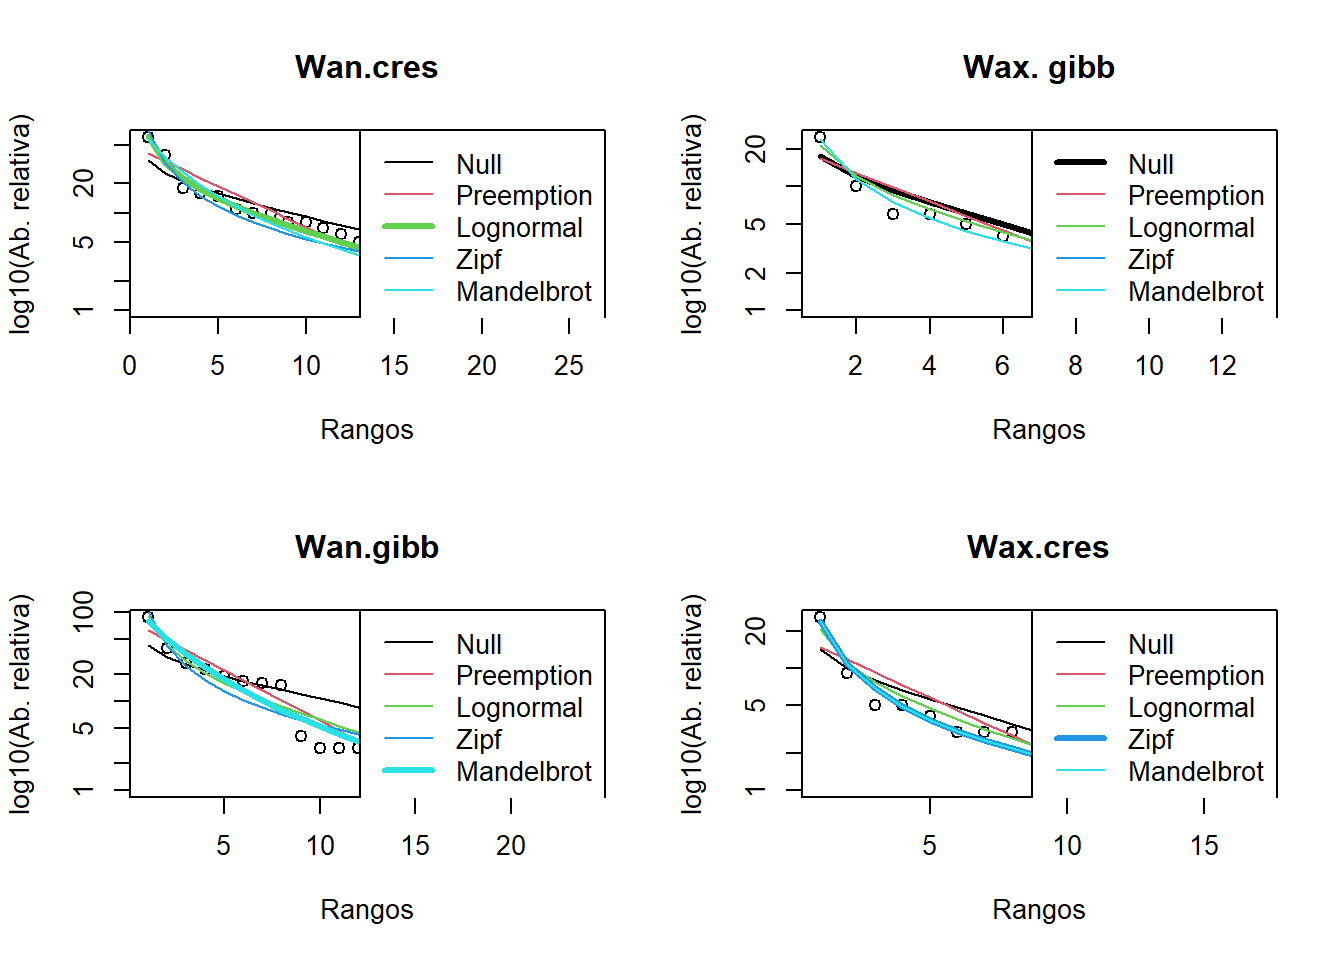 Wan.cres
log10(Ab. relativa)
20
5
1
Null
Preemption
Lognormal
Zipf
Mandelbrot
0 5 10 15 20 25
Rangos
Wax. gibb
log10(Ab. relativa)
20
5
2
1
Null
Preemption
Lognormal
Zipf
Mandelbrot
2 4 6 8 10 12
Rangos
Wan.gibb
log10(Ab. relativa)
100
20
5
1
Null
Preemption
Lognormal
Zipf
Mandelbrot
5 10 15 20
Rangos
Wax.cres
log10(Ab. relativa)
20
5
1
Null
Preemption
Lognormal
Zipf
Mandelbrot
5 10 15
Rangos